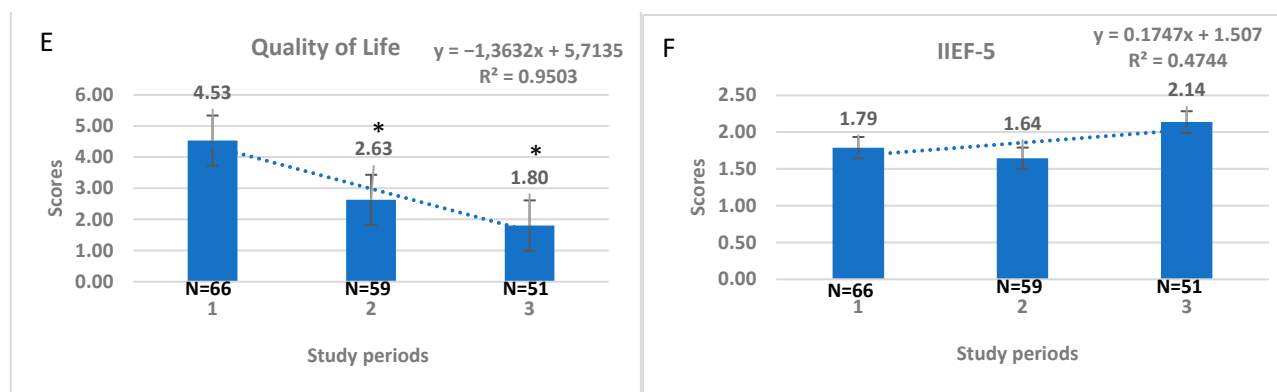 E
Quality of Life
y = −1,3632x + 5,7135
R² = 0.9503
6.00
5.00
4.00
3.00
2.00
1.00
0.00
Scores
4.53
*
2.63
*
1.80
N=66
N=59
N=51
1
2
3
Study periods
F
IIEF-5
y = 0.1747x + 1.507
R² = 0.4744
2.50
2.00
1.50
1.00
0.50
0.00
Scores
1.79
1.64
2.14
N=66
N=59
N=51
1
2
3
Study periods